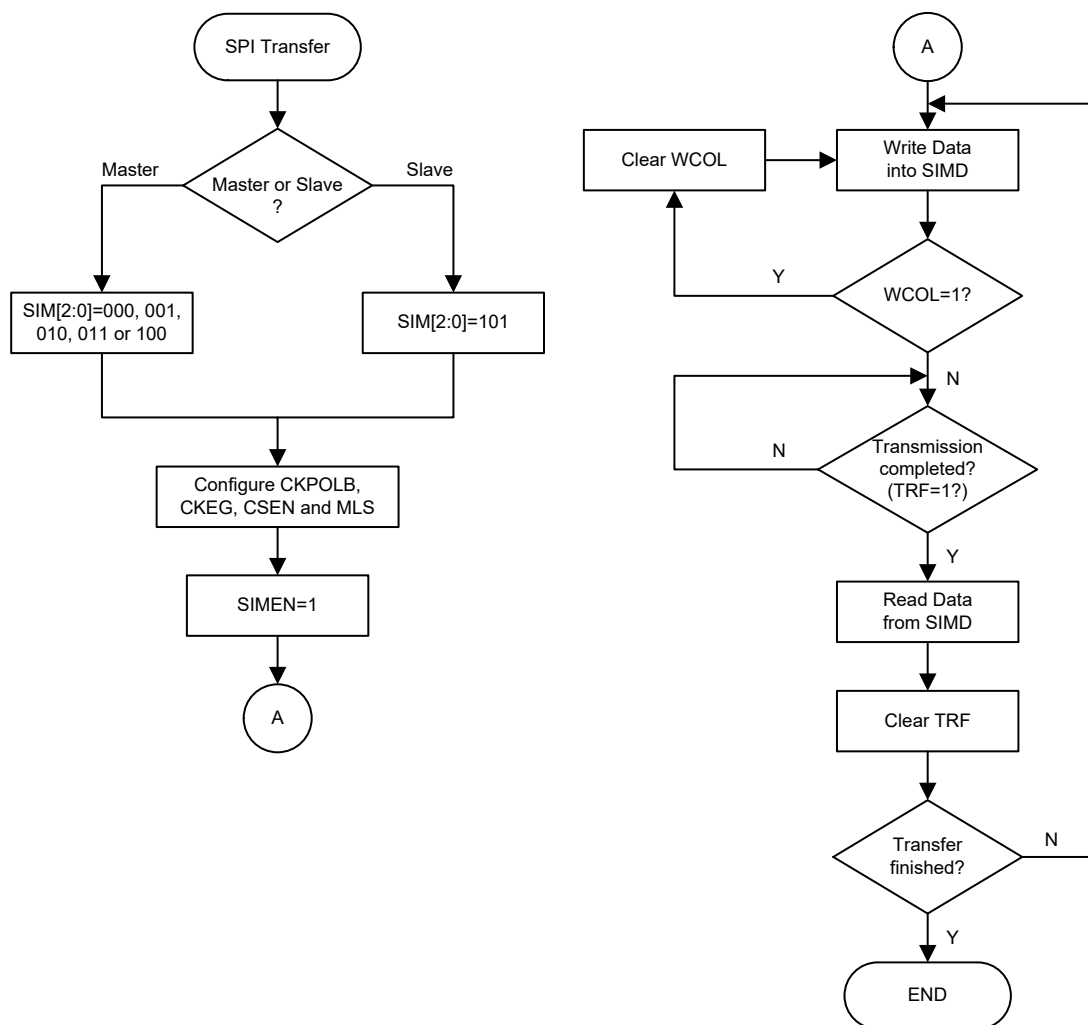 SPI Transfer
Master
Slave
Master or Slave
?
SIM[2:0]=000, 001,
010, 011 or 100
SIM[2:0]=101
Configure CKPOLB,
CKEG, CSEN and MLS
SIMEN=1
A
A
Clear WCOL
Write Data
into SIMD
Y
WCOL=1?
N
N
Transmission
completed?
(TRF=1?)
Y
Read Data
from SIMD
Clear TRF
Transfer
finished?
N
Y
END